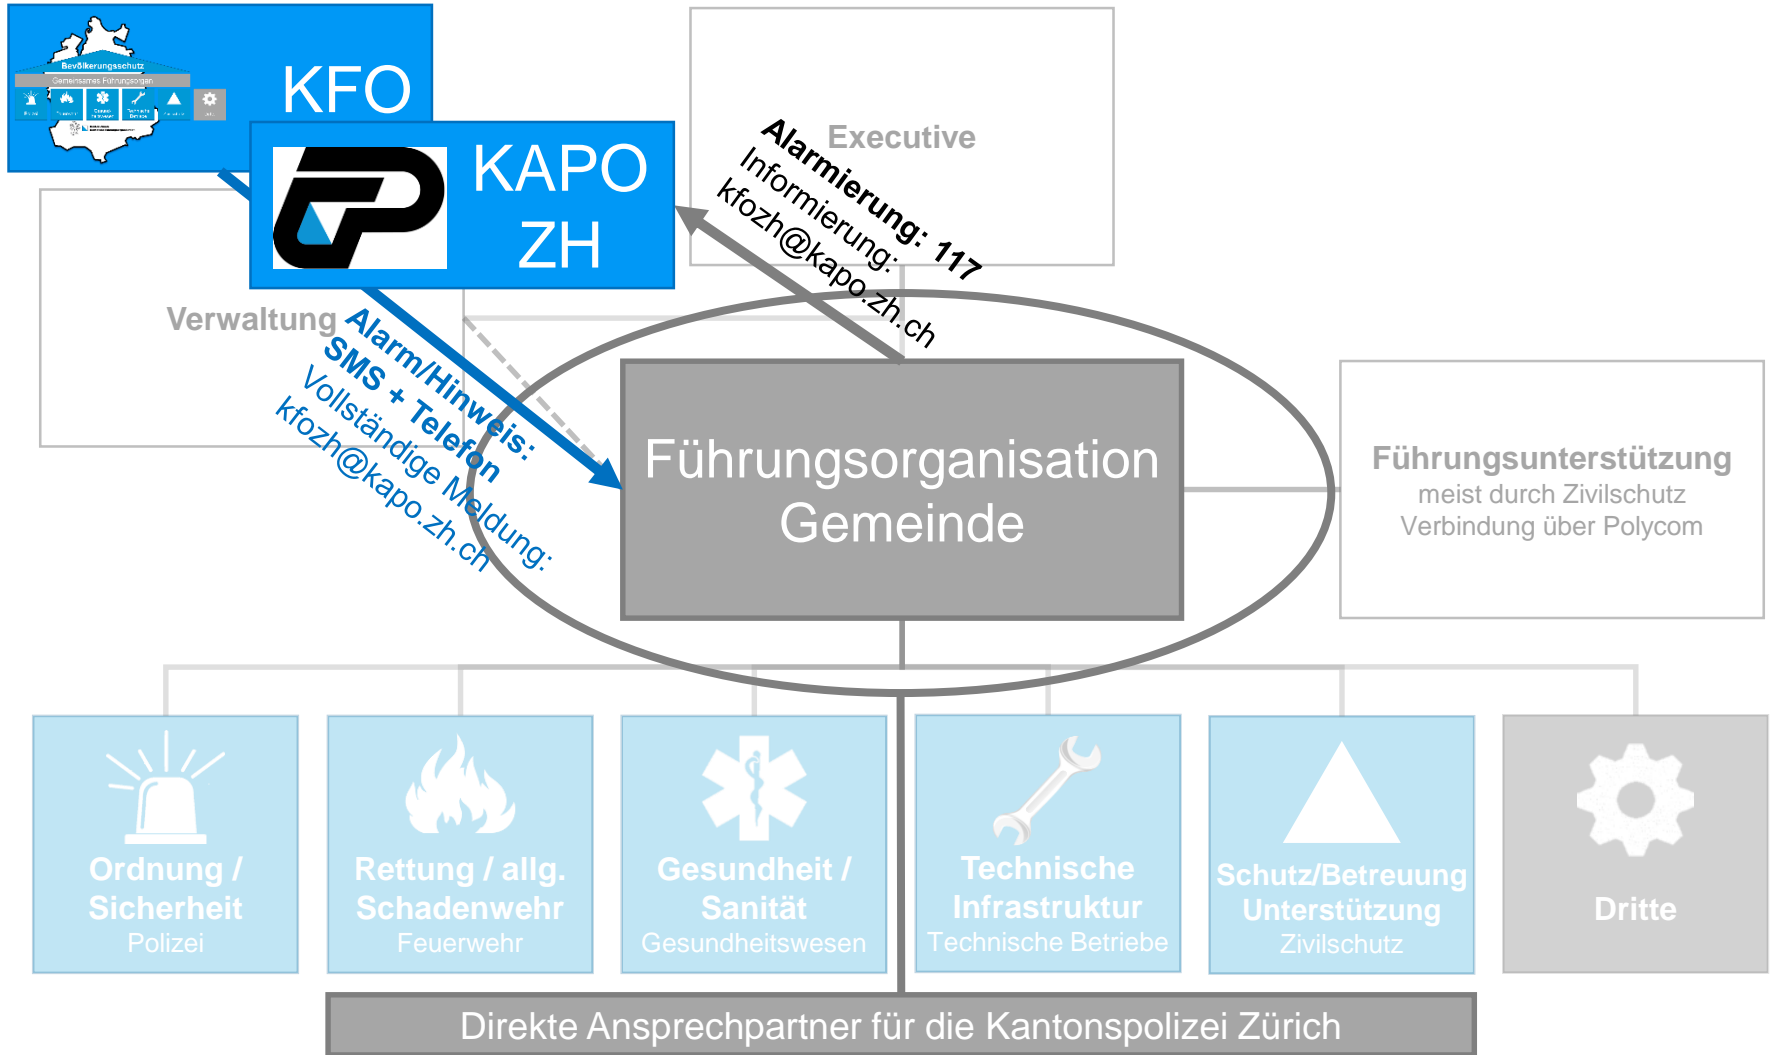 Bevölkerungsschutz
Gemeinsames Führungsorgan
KFO
KAPO
ZH
Executive
Alarmierung: 117
Informierung:
kfozh@kapo.zh.ch
Verwaltung
Alarm/Hinweis:
SMS + Telefon
Vollständige Meldung:
kfozh@kapo.zh.ch
Führungsorganisation
Gemeinde
Führungsunterstützung
meist durch Zivilschutz
Verbindung über Polycom
Ordnung /
Sicherheit
Polizei
Rettung / allg.
Schadenwehr
Feuerwehr
Gesundheit /
Sanität
Gesundheitswesen
Technische
Infrastruktur
Technische Betriebe
Schutz/Betreuung
Unterstützung
Zivilschutz
Dritte
Direkte Ansprechpartner für die Kantonspolizei Zürich